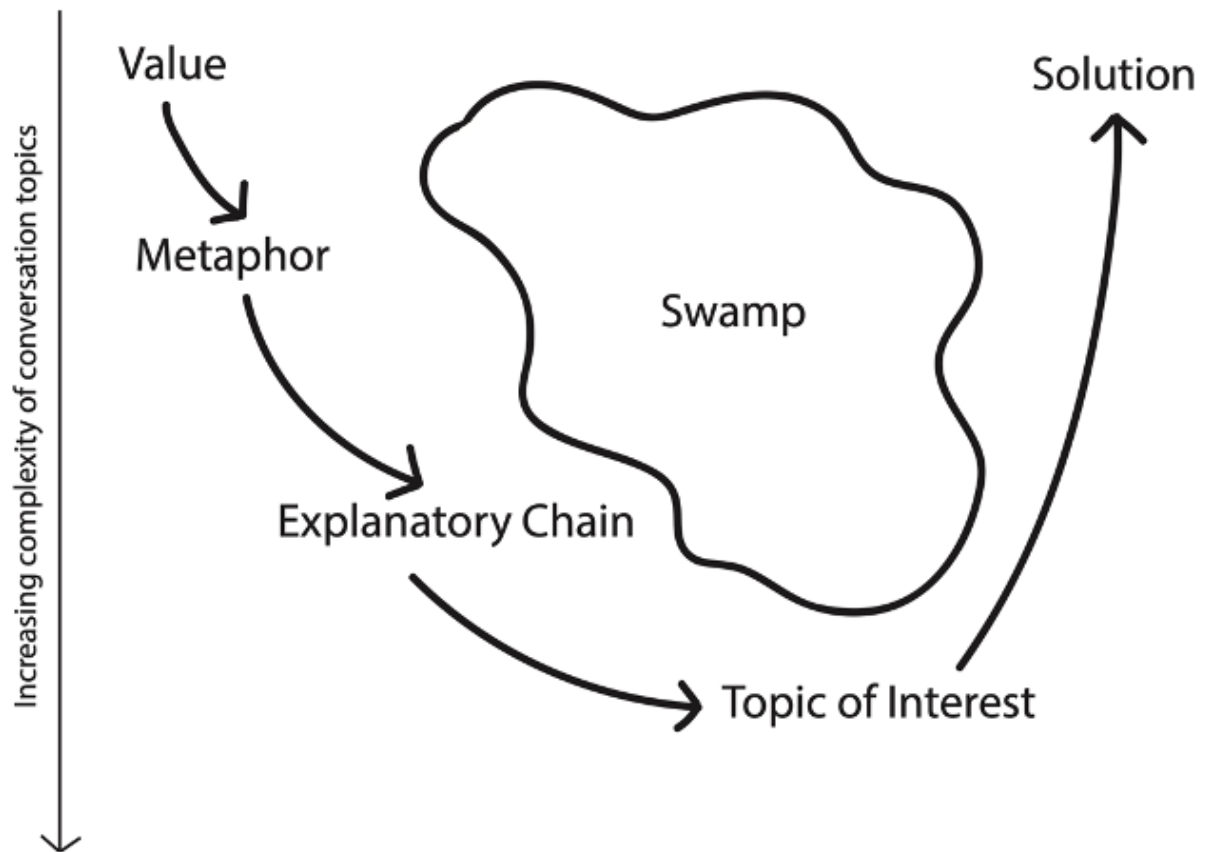 Increasing complexity of conversation topics
Value
Metaphor
Explanatory Chain
Topic of Interest
Solution
Swamp